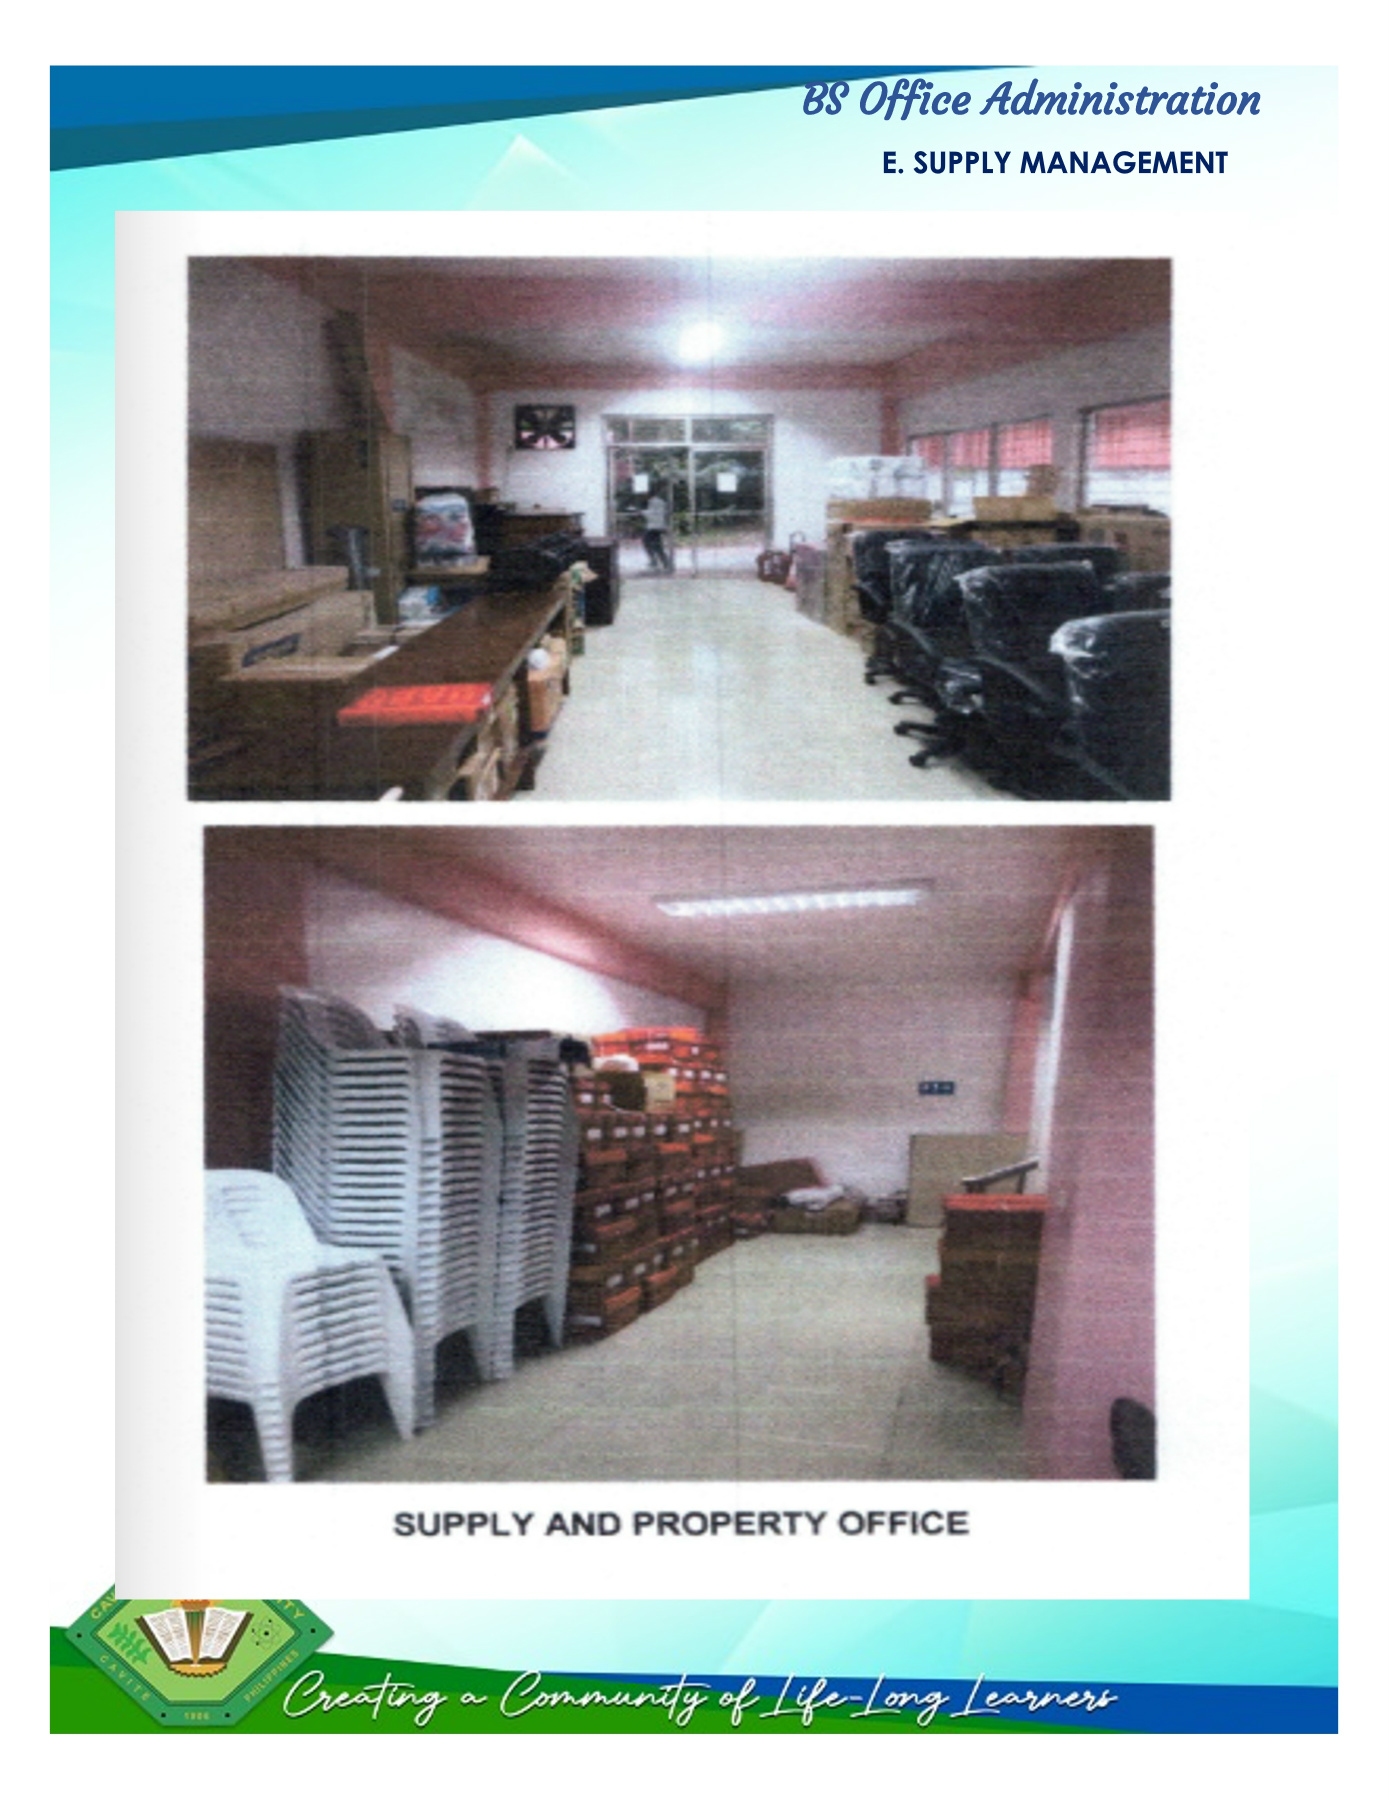 BS Office Administration
E. SUPPLY MANAGEMENT
SUPPLY AND PROPERTY OFFICE
CAVITE
PHILIPPINES
1906
Creating a Community of Life-Long Learners